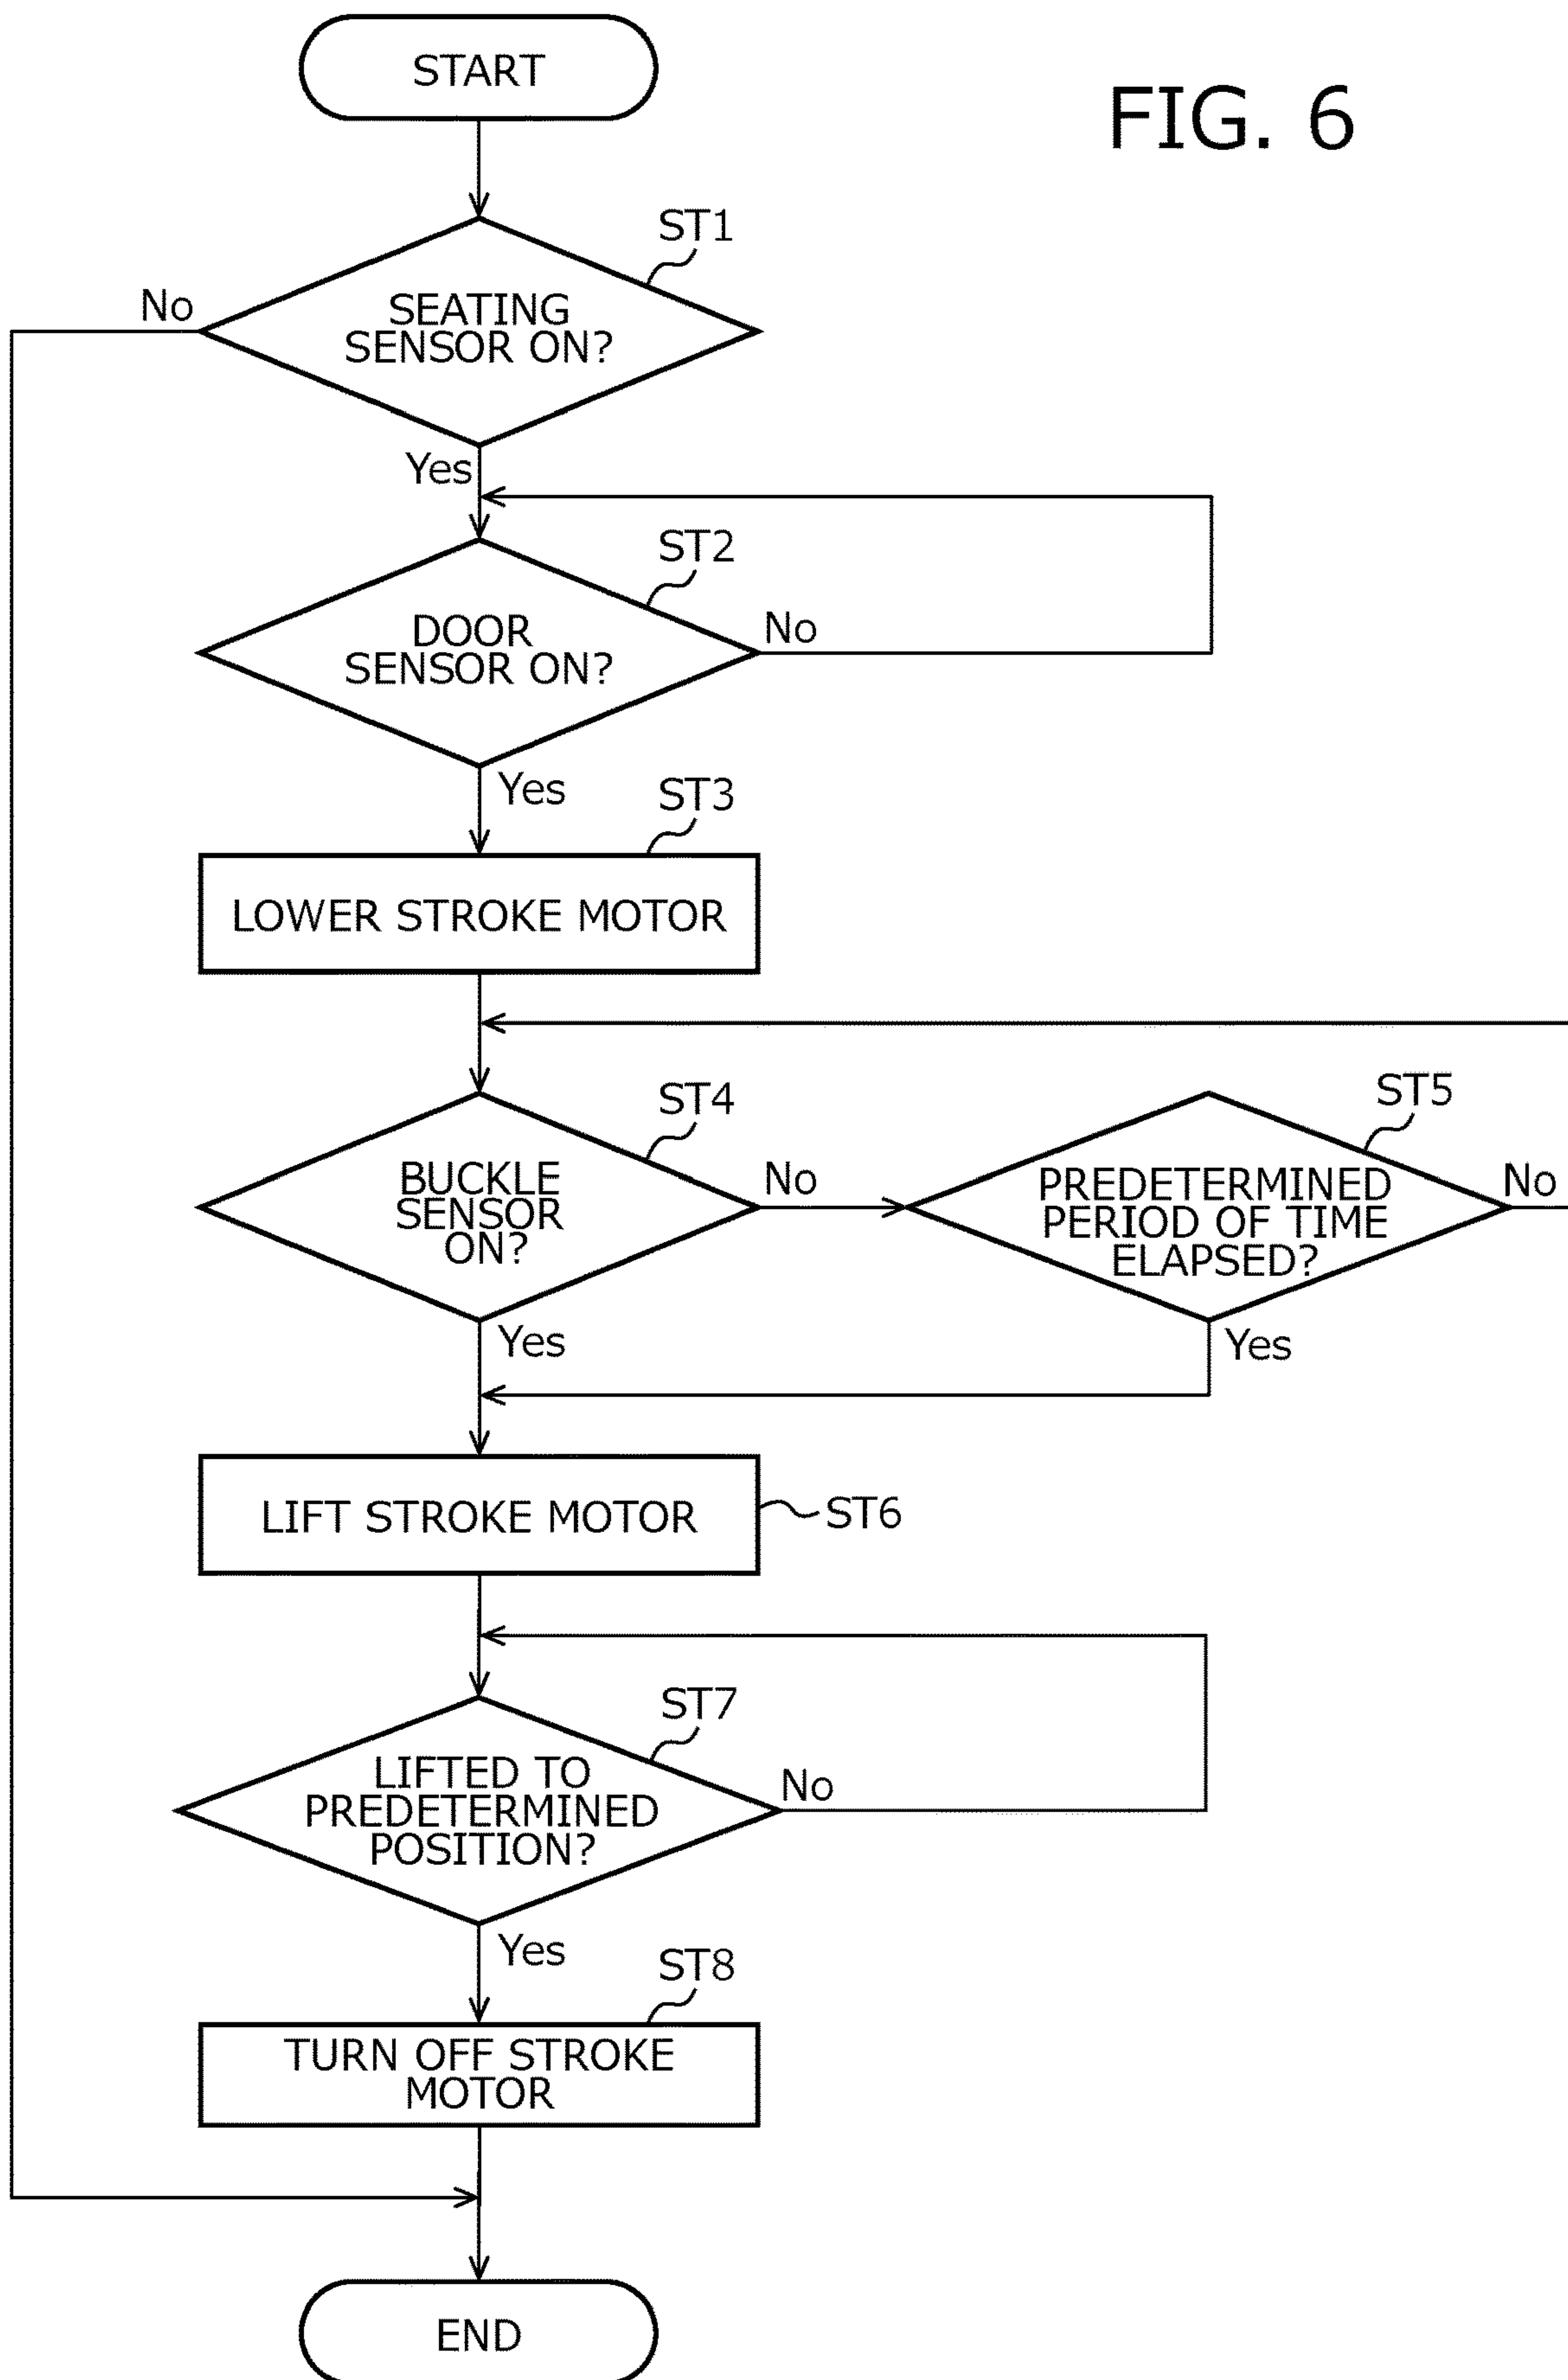 START
FIG. 6
ST1
No
SEATING
SENSOR ON?
Yes
ST2
DOOR
SENSOR ON?
No
Yes
ST3
LOWER STROKE MOTOR
ST4
BUCKLE
SENSOR
ON?
No
ST5
PREDETERMINED
PERIOD OF TIME
ELAPSED?
No
Yes
Yes
LIFT STROKE MOTOR
ST6
ST7
LIFTED TO
PREDETERMINED
POSITION?
No
Yes
ST8
TURN OFF STROKE
MOTOR
END